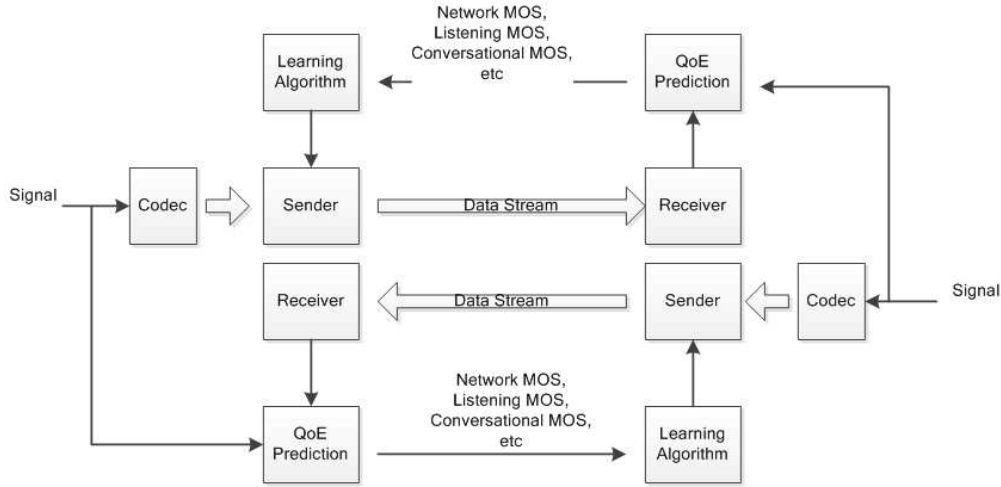 Network MOS,
Listening MOS,
Conversational MOS,
etc
Learning
Algorithm
QoE
Prediction
Signal
Codec
Sender
Data Stream
Receiver
Receiver
Data Stream
Sender
Codec
Signal
Network MOS,
Listening MOS,
Conversational MOS,
etc
QoE
Prediction
Learning
Algorithm